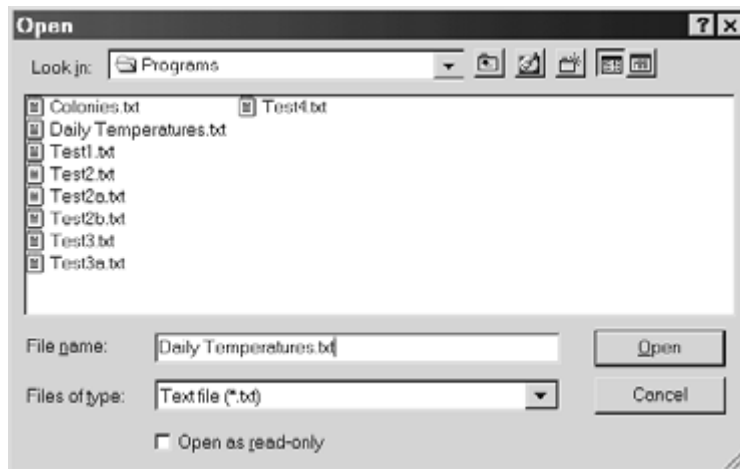 Open
Look in: Programs
Colonies.txt
Daily Temperatures.txt
Test1.txt
Test2.txt
Test2a.txt
Test2b.txt
Test3.txt
Test3a.txt
Test4.txt
File name: Daily Temperatures.txt
Open
Files of type: Text file (*.txt)
Cancel
Open as read-only